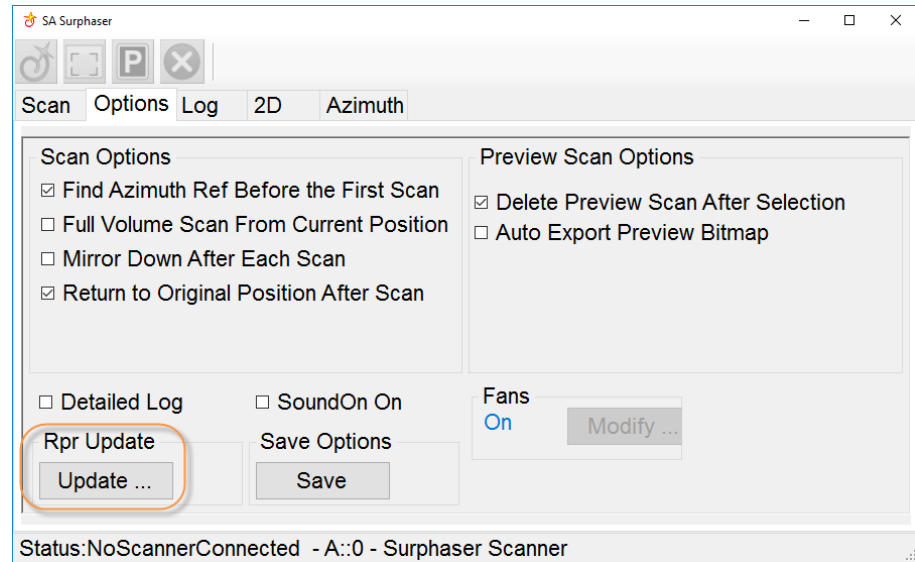 SA Surphaser
P
Scan Options Log 2D Azimuth
Scan Options
Find Azimuth Ref Before the First Scan
Full Volume Scan From Current Position
Mirror Down After Each Scan
Return to Original Position After Scan
Preview Scan Options
Delete Preview Scan After Selection
Auto Export Preview Bitmap
Detailed Log
SoundOn On
Fans
On
Modify ...
Rpr Update
Update ...
Save Options
Save
Status:NoScannerConnected - A::0 - Surphaser Scanner